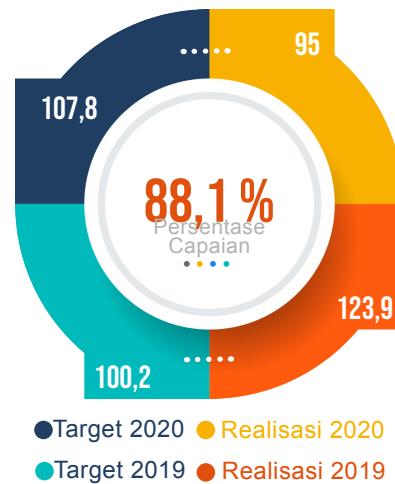 95
107,8
88,1 %
Persentase
Capaian
123,9
100,2
Target 2020 Realisasi 2020
Target 2019 Realisasi 2019